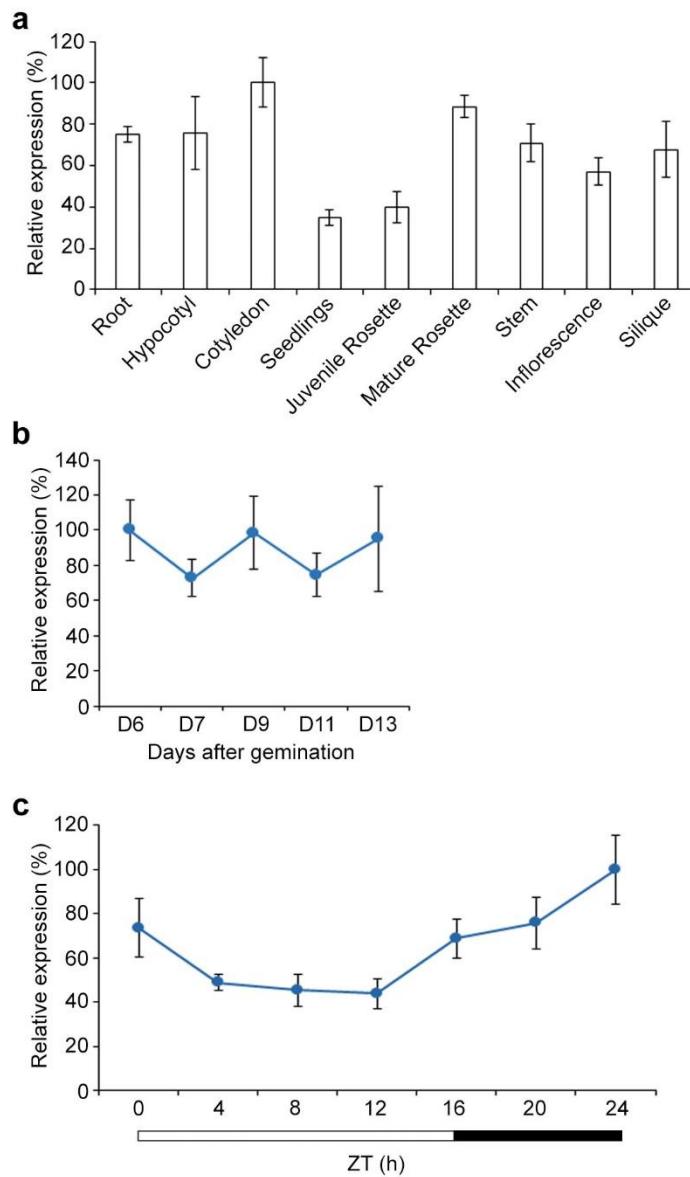 a
Relative expression (%)
120
100
80
60
40
20
0
Root
Hypocotyl
Cotyledon
Seedlings
Juvenile Rosette
Mature Rosette
Stem
Inflorescence
Silique
b
Relative expression (%)
140
120
100
80
60
40
20
0
D6 D7 D9 D11 D13
Days after gemination
c
Relative expression (%)
120
100
80
60
40
20
0
0 4 8 12 16 20 24
ZT (h)